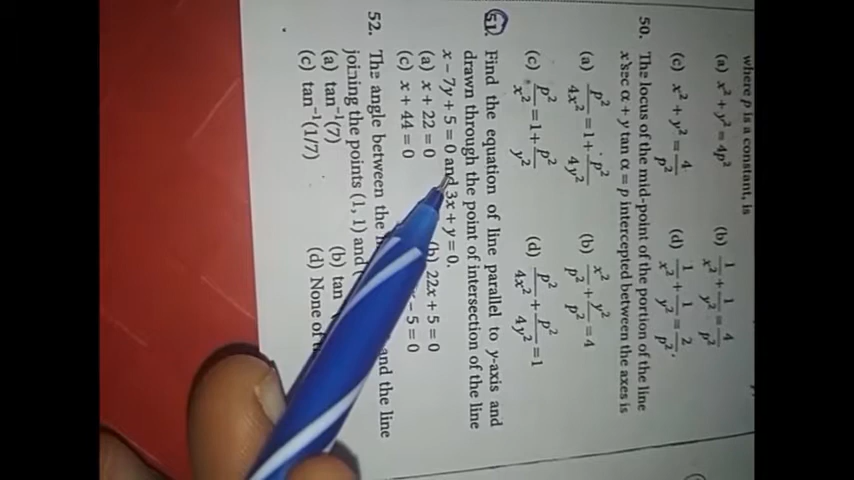 where p is a constant, is
(a) x² + y² = 4p² (b) 1/x² + 1/y² = 4/p²
(c) x² + y² = 4/p² (d) 1/x² + 1/y² = 2/p²
50. The locus of the mid-point of the portion of the line
x sec α + y tan α = p intercepted between the axes is
(a) p²/4x² = 1 + p²/4y² (b) x²/p² + y²/p² = 4
(c) p²/x² = 1 + p²/y² (d) p²/4x² + p²/4y² = 1
51. Find the equation of line parallel to y-axis and
drawn through the point of intersection of the line
x − 7y + 5 = 0 and 3x + y = 0.
(a) x + 22 = 0 (b) 22x + 5 = 0
(c) x + 44 = 0 − 5 = 0
52. The angle between the and the line
joining the points (1, 1) and
(a) tan⁻¹(7) (b) tan
(c) tan⁻¹(1/7) (d) None of